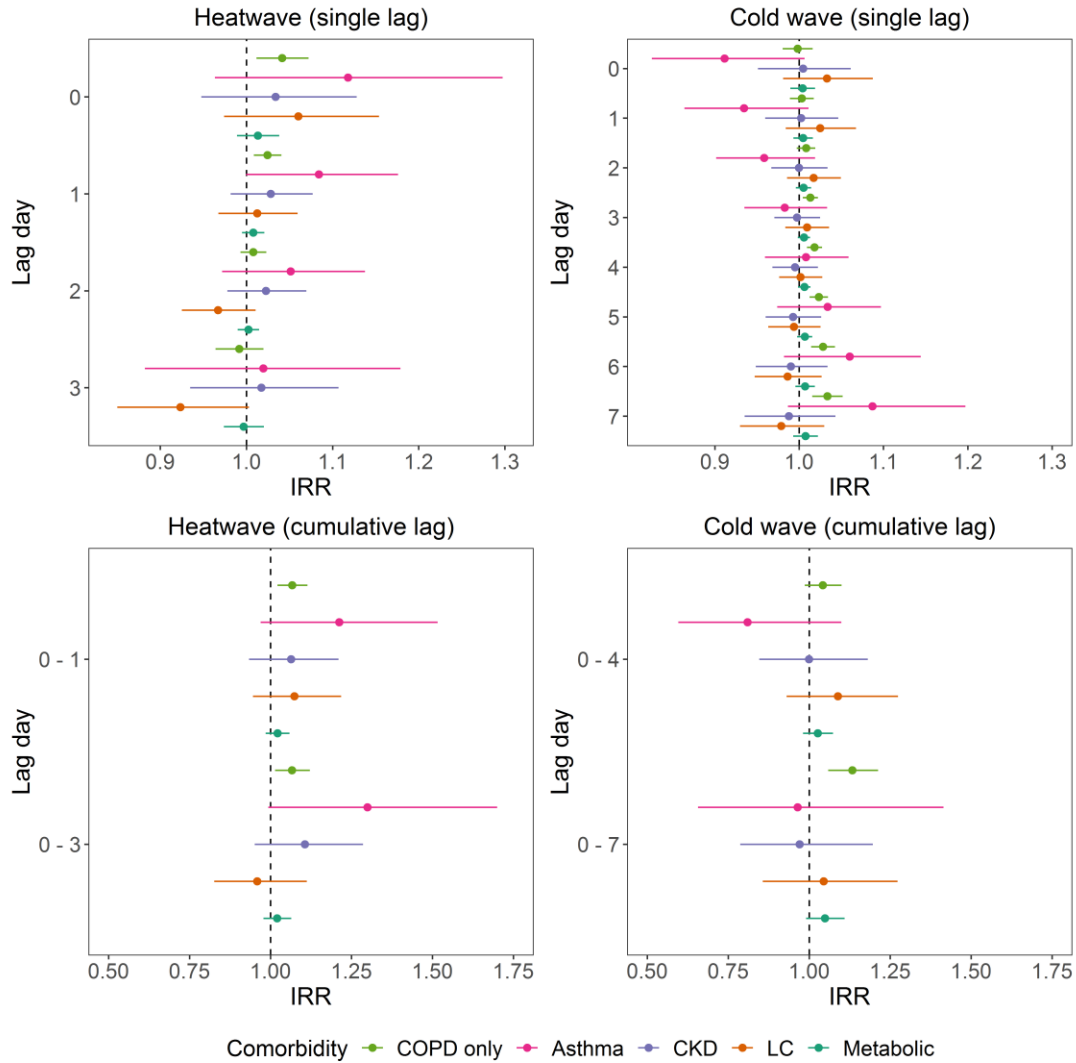 Heatwave (single lag)
Cold wave (single lag)
Lag day
0
1
2
3
0.9 1.0 1.1 1.2 1.3
IRR
Lag day
0
1
2
3
4
5
6
7
0.9 1.0 1.1 1.2 1.3
IRR
Heatwave (cumulative lag)
Cold wave (cumulative lag)
Lag day
0 - 1
0 - 3
0.50 0.75 1.00 1.25 1.50 1.75
IRR
Lag day
0 - 4
0 - 7
0.50 0.75 1.00 1.25 1.50 1.75
IRR
Comorbidity COPD only Asthma CKD LC Metabolic